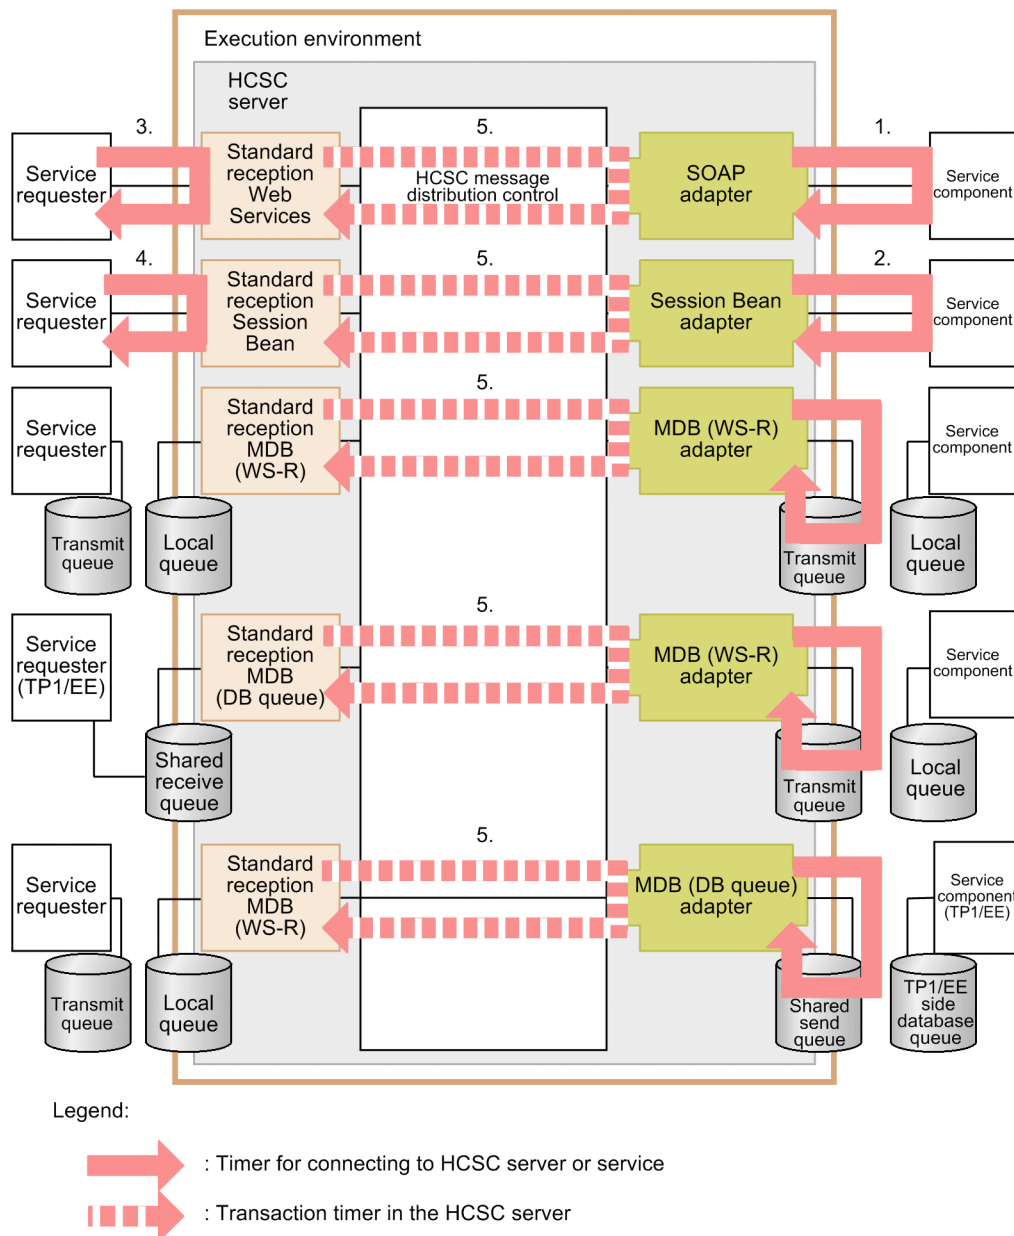 Execution environment
HCSC
server
3.
5.
1.
Service
requester
Standard
reception
Web
Services
HCSC message
distribution control
SOAP
adapter
Service
component
4.
5.
2.
Service
requester
Standard
reception
Session
Bean
Session Bean
adapter
Service
component
5.
Service
requester
Standard
reception
MDB
(WS-R)
MDB (WS-R)
adapter
Service
component
Transmit
queue
Local
queue
Transmit
queue
Local
queue
5.
Service
requester
(TP1/EE)
Standard
reception
MDB
(DB queue)
MDB (WS-R)
adapter
Service
component
Shared
receive
queue
Transmit
queue
Local
queue
5.
Service
requester
Standard
reception
MDB
(WS-R)
MDB (DB queue)
adapter
Service
component
(TP1/EE)
Transmit
queue
Local
queue
Shared
send
queue
TP1/EE
side
database
queue
Legend:
: Timer for connecting to HCSC server or service
: Transaction timer in the HCSC server